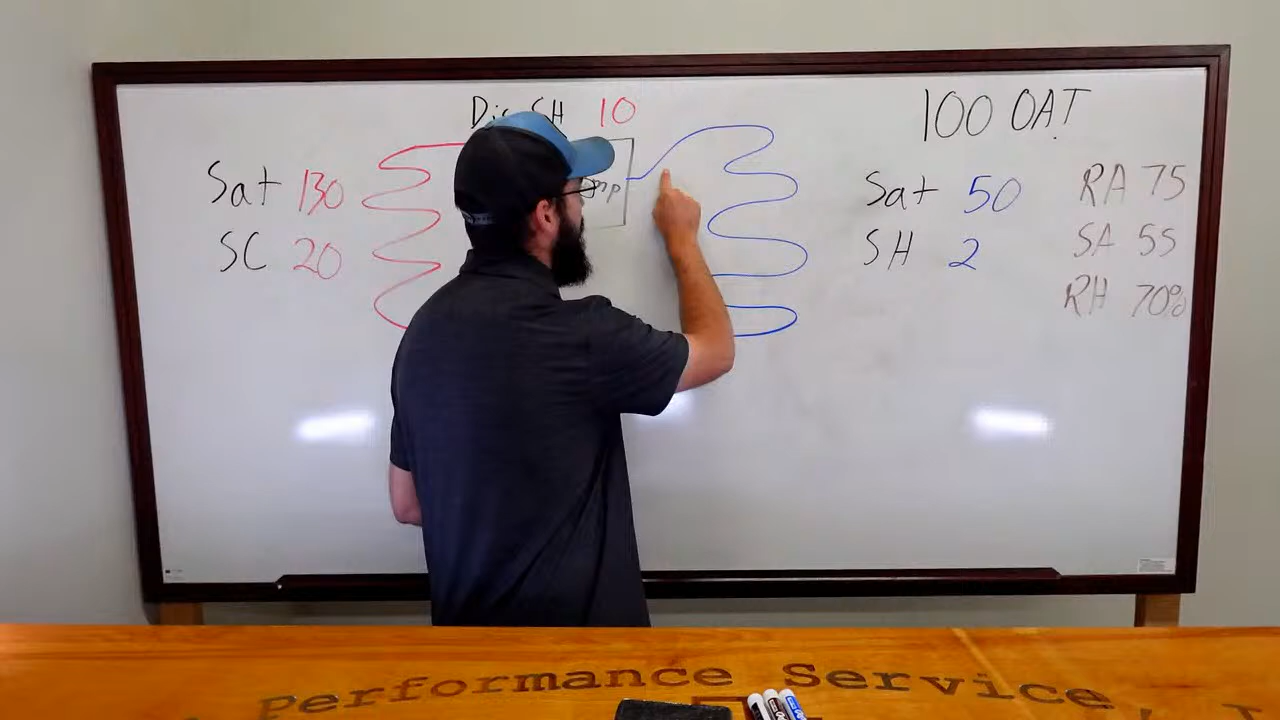 100 OAT
SH 10
Sat 130
SC 20
Sat 50
SH 2
RA 75
SA 55
RH 70%
Performance Service,